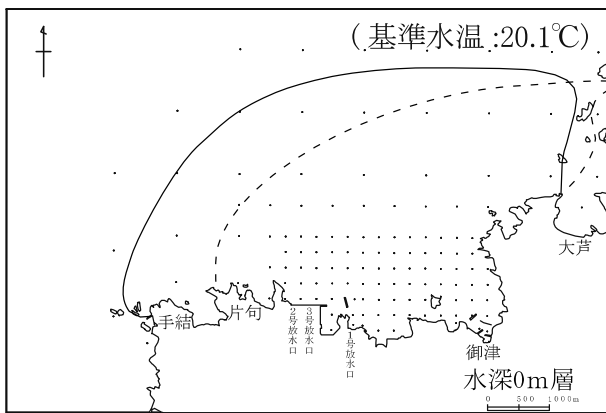 (基準水温:20.1℃)
大芦
手結
片句
2号放水口
3号放水口
1号放水口
御津
水深0m層
0 500 1000m